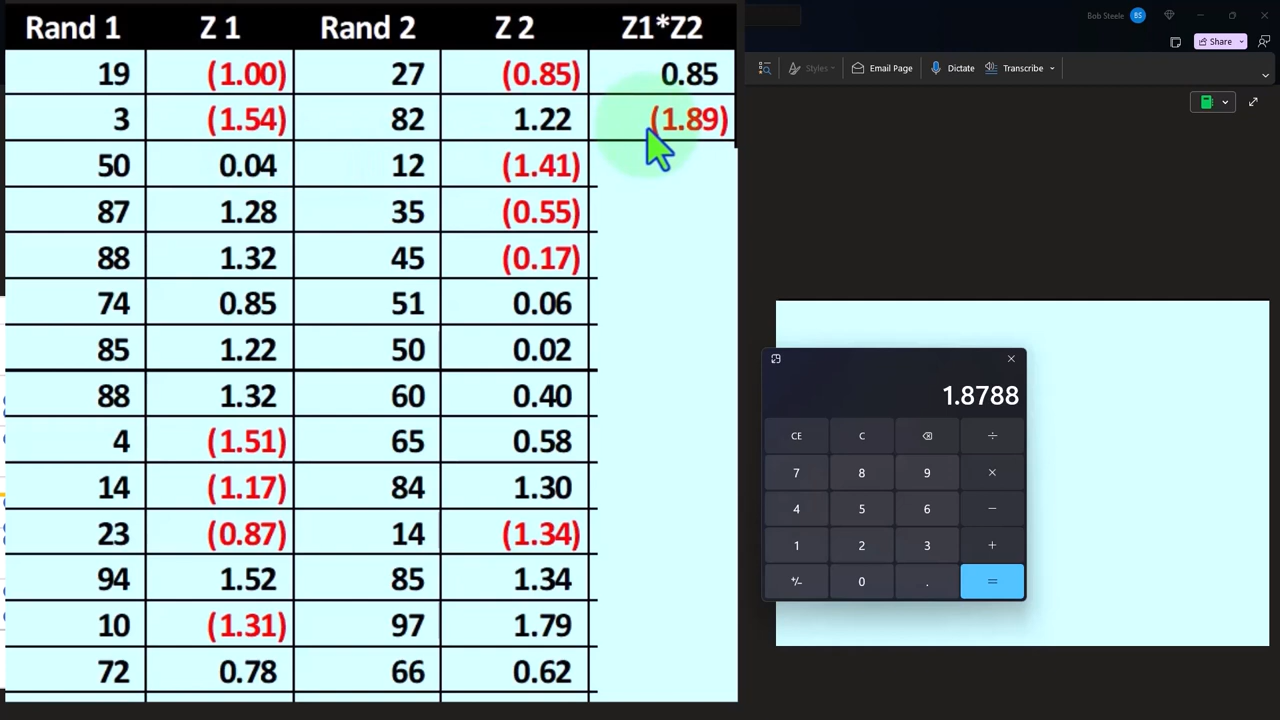 Rand 1 Z 1 Rand 2 Z 2 Z1*Z2
19 (1.00) 27 (0.85) 0.85
3 (1.54) 82 1.22 (1.89)
50 0.04 12 (1.41)
87 1.28 35 (0.55)
88 1.32 45 (0.17)
74 0.85 51 0.06
85 1.22 50 0.02
88 1.32 60 0.40
4 (1.51) 65 0.58
14 (1.17) 84 1.30
23 (0.87) 14 (1.34)
94 1.52 85 1.34
10 (1.31) 97 1.79
72 0.78 66 0.62
Bob Steele BS
Share
Styles Email Page Dictate Transcribe
1.8788
CE C ÷
7 8 9 ×
4 5 6 −
1 2 3 +
+/− 0 . =